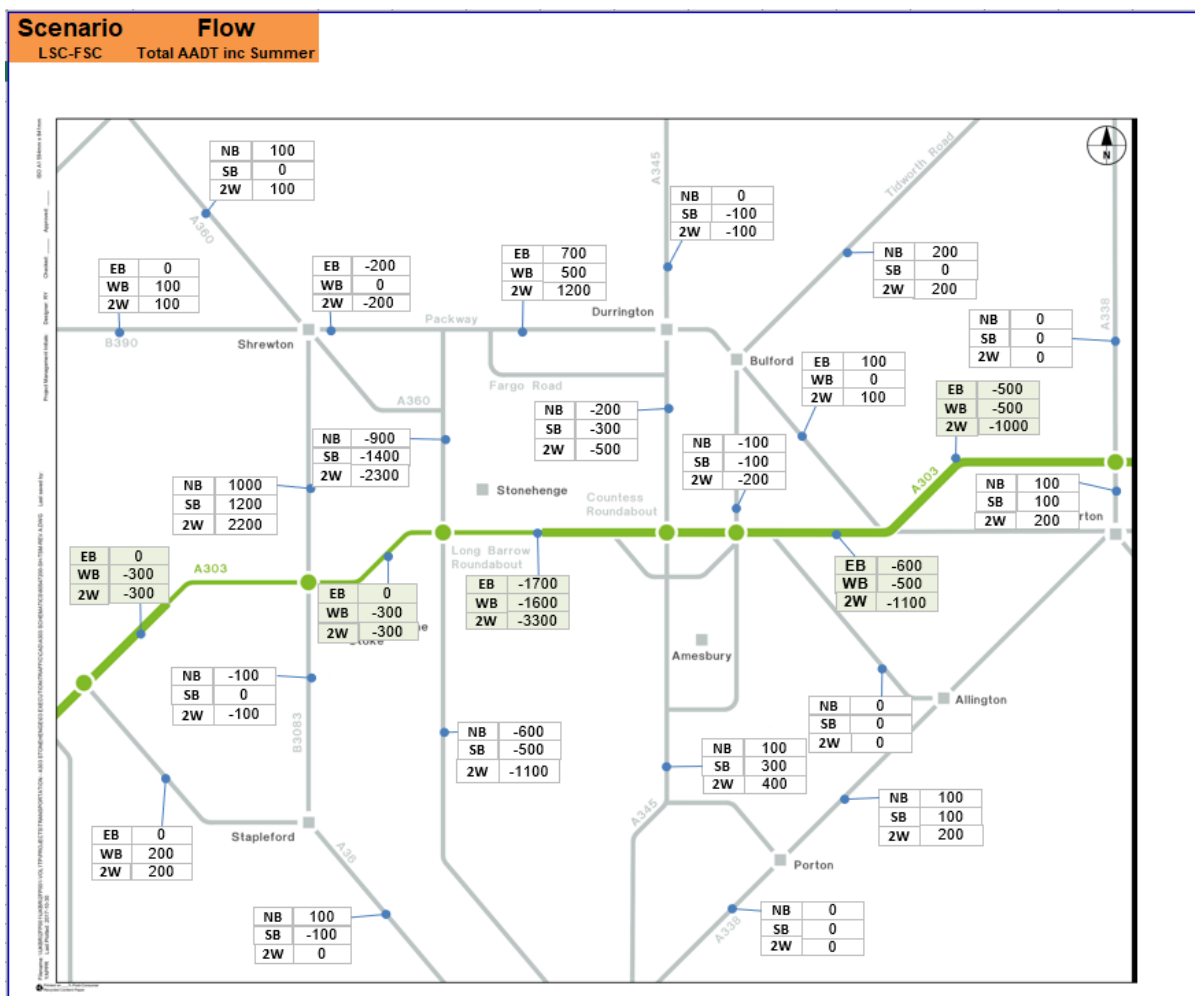 Scenario Flow
LSC-FSC Total AADT inc Summer
N
NB 100
SB 0
2W 100
A360
A345
NB 0
SB -100
2W -100
Tidworth Road
NB 200
SB 0
2W 200
A338
EB 0
WB 100
2W 100
B390
EB -200
WB 0
2W -200
Packway
EB 700
WB 500
2W 1200
Durrington
Shrewton
NB 0
SB 0
2W 0
Bulford
EB 100
WB 0
2W 100
Fargo Road
A360
EB -500
WB -500
2W -1000
NB -200
SB -300
2W -500
NB -900
SB -1400
2W -2300
NB -100
SB -100
2W -200
A303
NB 1000
SB 1200
2W 2200
Stonehenge
Countess
Roundabout
NB 100
SB 100
2W 200
rton
EB 0
WB -300
2W -300
A303
Long Barrow
Roundabout
EB 0
WB -300
2W -300
EB -1700
WB -1600
2W -3300
EB -600
WB -500
2W -1100
Amesbury
NB -100
SB 0
2W -100
B3083
NB 0
SB 0
2W 0
Allington
NB -600
SB -500
2W -1100
NB 100
SB 300
2W 400
NB 100
SB 100
2W 200
A345
EB 0
WB 200
2W 200
Stapleford
A36
Porton
NB 100
SB -100
2W 0
A338
NB 0
SB 0
2W 0